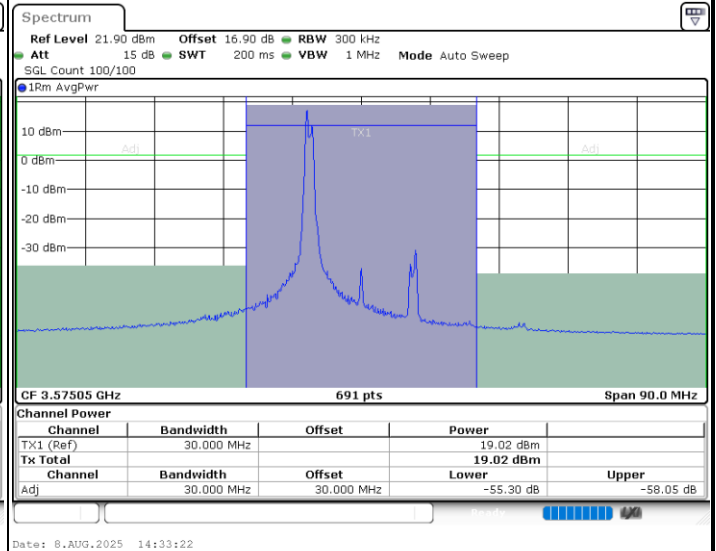 Spectrum
Ref Level 21.90 dBm Offset 16.90 dB RBW 300 kHz
Att 15 dB SWT 200 ms VBW 1 MHz Mode Auto Sweep
SGL Count 100/100
1Rm AvgPwr
10 dBm
TX1
Adj
Adj
0 dBm
-10 dBm
-20 dBm
-30 dBm
CF 3.57505 GHz 691 pts Span 90.0 MHz
Channel Power
Channel Bandwidth Offset Power
TX1 (Ref) 30.000 MHz 19.02 dBm
Tx Total 19.02 dBm
Channel Bandwidth Offset Lower Upper
Adj 30.000 MHz 30.000 MHz -55.30 dB -58.05 dB
Ready
Date: 8.AUG.2025 14:33:22